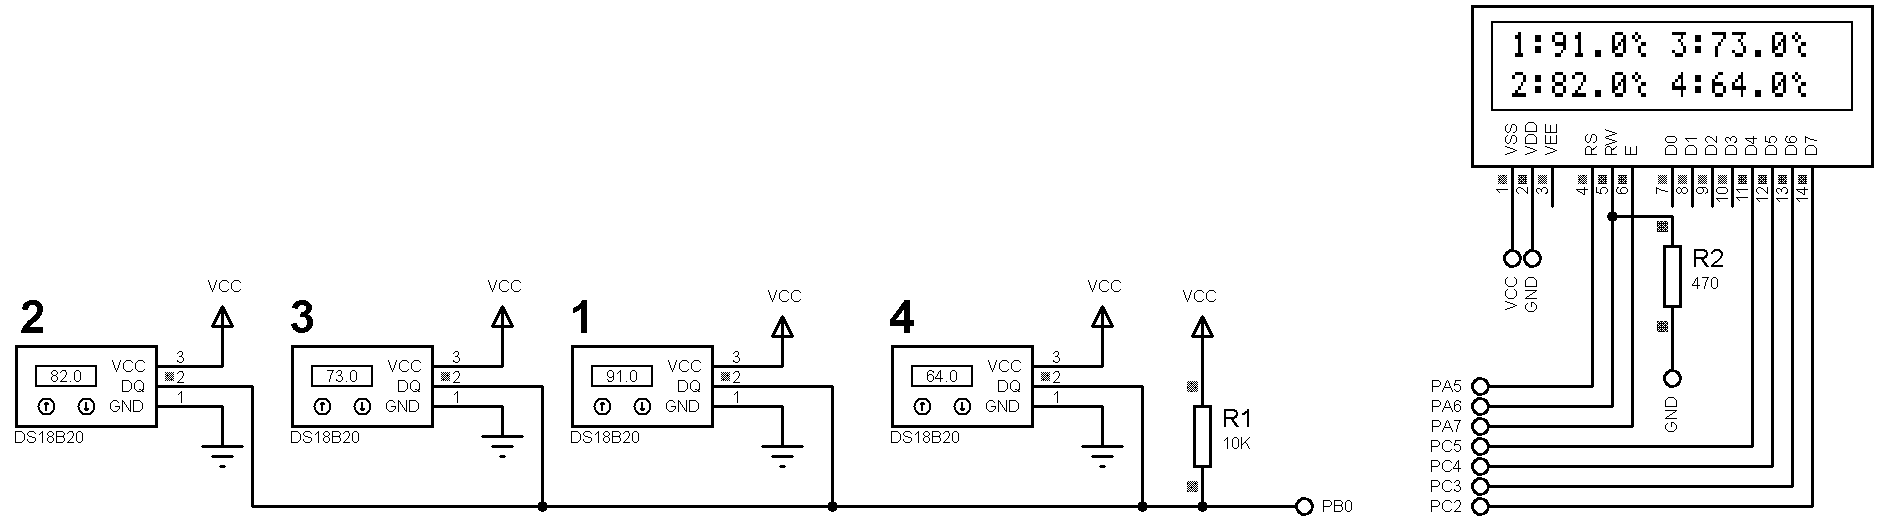 2
VCC
82.0
VCC
DQ
GND
3
2
1
DS18B20
3
VCC
73.0
VCC
DQ
GND
3
2
1
DS18B20
1
VCC
91.0
VCC
DQ
GND
3
2
1
DS18B20
4
VCC
64.0
VCC
DQ
GND
3
2
1
DS18B20
VCC
R1
10K
PB0
1:91.0℃ 3:73.0℃
2:82.0℃ 4:64.0℃
VSS
VDD
VEE
RS
RW
E
D0
D1
D2
D3
D4
D5
D6
D7
1
2
3
4
5
6
7
8
9
10
11
12
13
14
VCC
GND
R2
470
GND
PA5
PA6
PA7
PC5
PC4
PC3
PC2